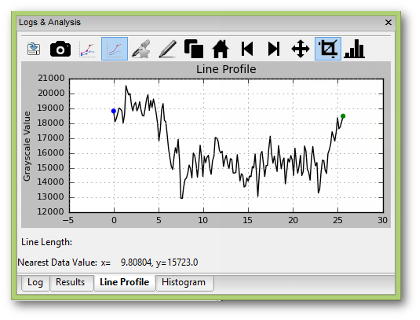 Logs & Analysis
Line Profile
21000
20000
19000
18000
17000
16000
15000
14000
13000
12000
Grayscale Value
−5 0 5 10 15 20 25 30
Line Length:
Nearest Data Value: x= 9.80804, y=15723.0
Log Results Line Profile Histogram